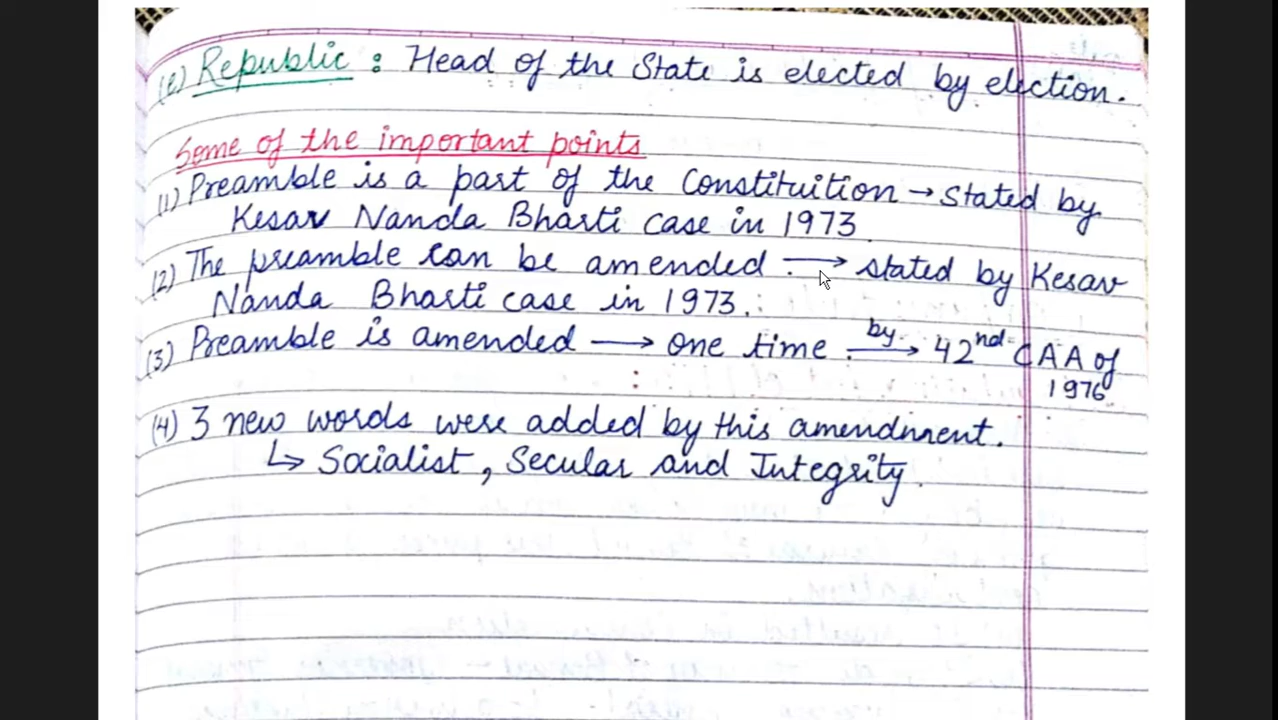 (e) Republic : Head of the State is elected by election.
Some of the important points
(1) Preamble is a part of the Constituition → stated by
Kesav Nanda Bharti case in 1973
(2) The preamble can be amended → stated by Kesav
Nanda Bharti case in 1973.
(3) Preamble is amended → one time by → 42nd CAA of
1976
(4) 3 new words were added by this amendment.
↳ Socialist, Secular and Integrity.